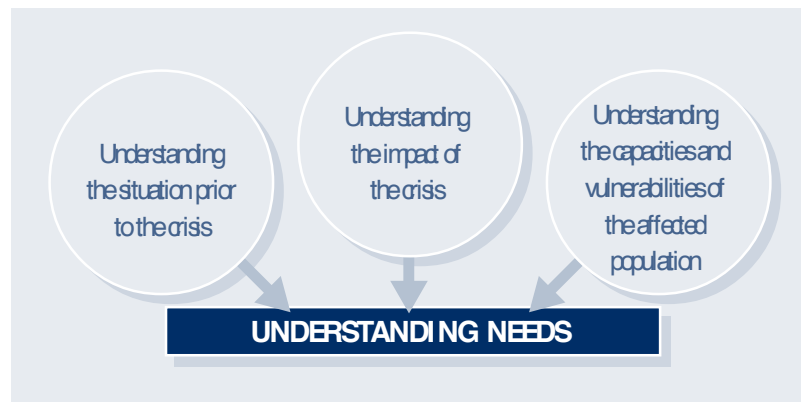 Understanding
the situation prior
to the crisis
Understanding
the impact of
the crisis
Understanding
the capacities and
vulnerabilities of
the affected
population
UNDERSTANDING NEEDS